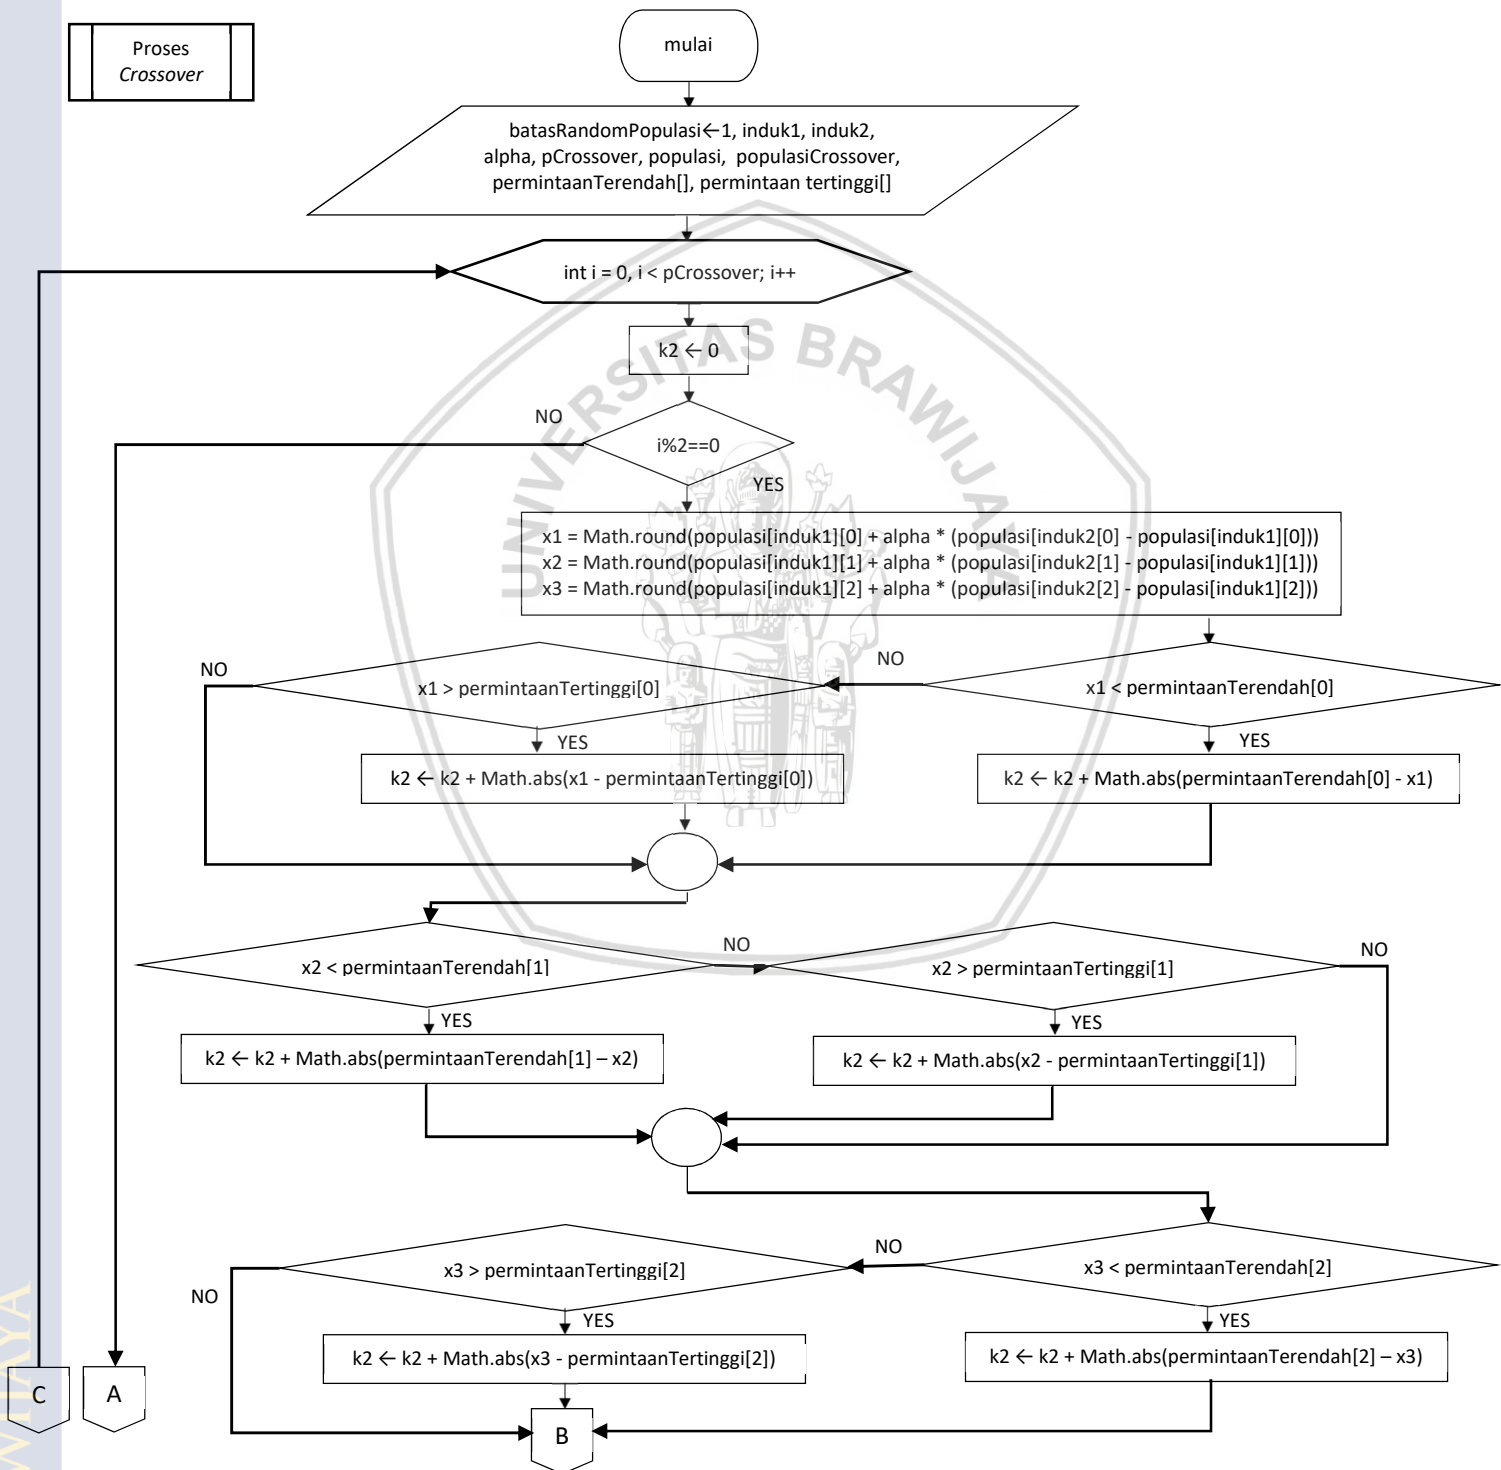 Proses
Crossover
mulai
batasRandomPopulasi←1, induk1, induk2,
alpha, pCrossover, populasi, populasiCrossover,
permintaanTerendah[], permintaan tertinggi[]
int i = 0, i < pCrossover; i++
k2 ← 0
UNIVERSITAS BRAWIJAYA
NO
i%2==0
YES
x1 = Math.round(populasi[induk1][0] + alpha * (populasi[induk2[0] - populasi[induk1][0]))
x2 = Math.round(populasi[induk1][1] + alpha * (populasi[induk2[1] - populasi[induk1][1]))
x3 = Math.round(populasi[induk1][2] + alpha * (populasi[induk2[2] - populasi[induk1][2]))
NO
x1 > permintaanTertinggi[0]
NO
x1 < permintaanTerendah[0]
YES
YES
k2 ← k2 + Math.abs(x1 - permintaanTertinggi[0])
k2 ← k2 + Math.abs(permintaanTerendah[0] - x1)
x2 < permintaanTerendah[1]
NO
x2 > permintaanTertinggi[1]
NO
YES
YES
k2 ← k2 + Math.abs(permintaanTerendah[1] – x2)
k2 ← k2 + Math.abs(x2 - permintaanTertinggi[1])
NO
x3 > permintaanTertinggi[2]
NO
x3 < permintaanTerendah[2]
YES
YES
k2 ← k2 + Math.abs(x3 - permintaanTertinggi[2])
k2 ← k2 + Math.abs(permintaanTerendah[2] – x3)
C
A
B